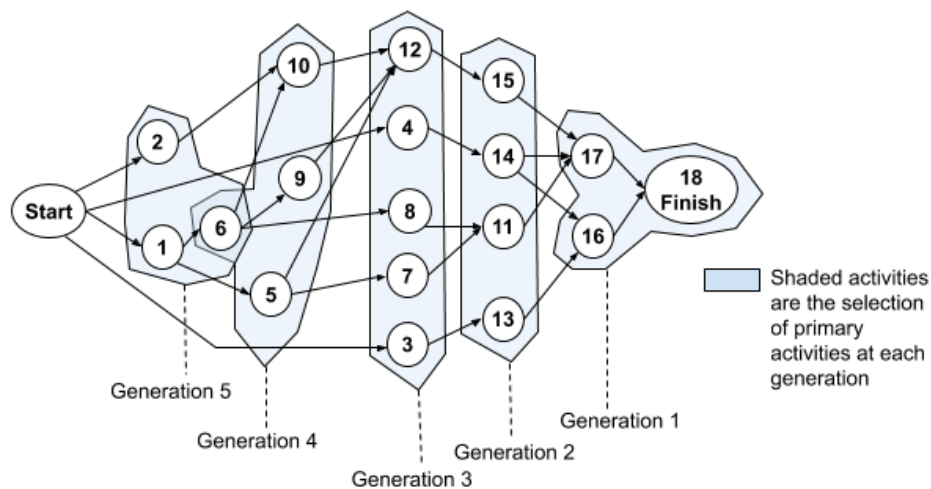 12
10
15
4
2
17
14
18
Finish
9
Start
8
6
11
16
1
Shaded activities
are the selection
of primary
activities at each
generation
7
5
13
3
Generation 5
Generation 1
Generation 4
Generation 2
Generation 3